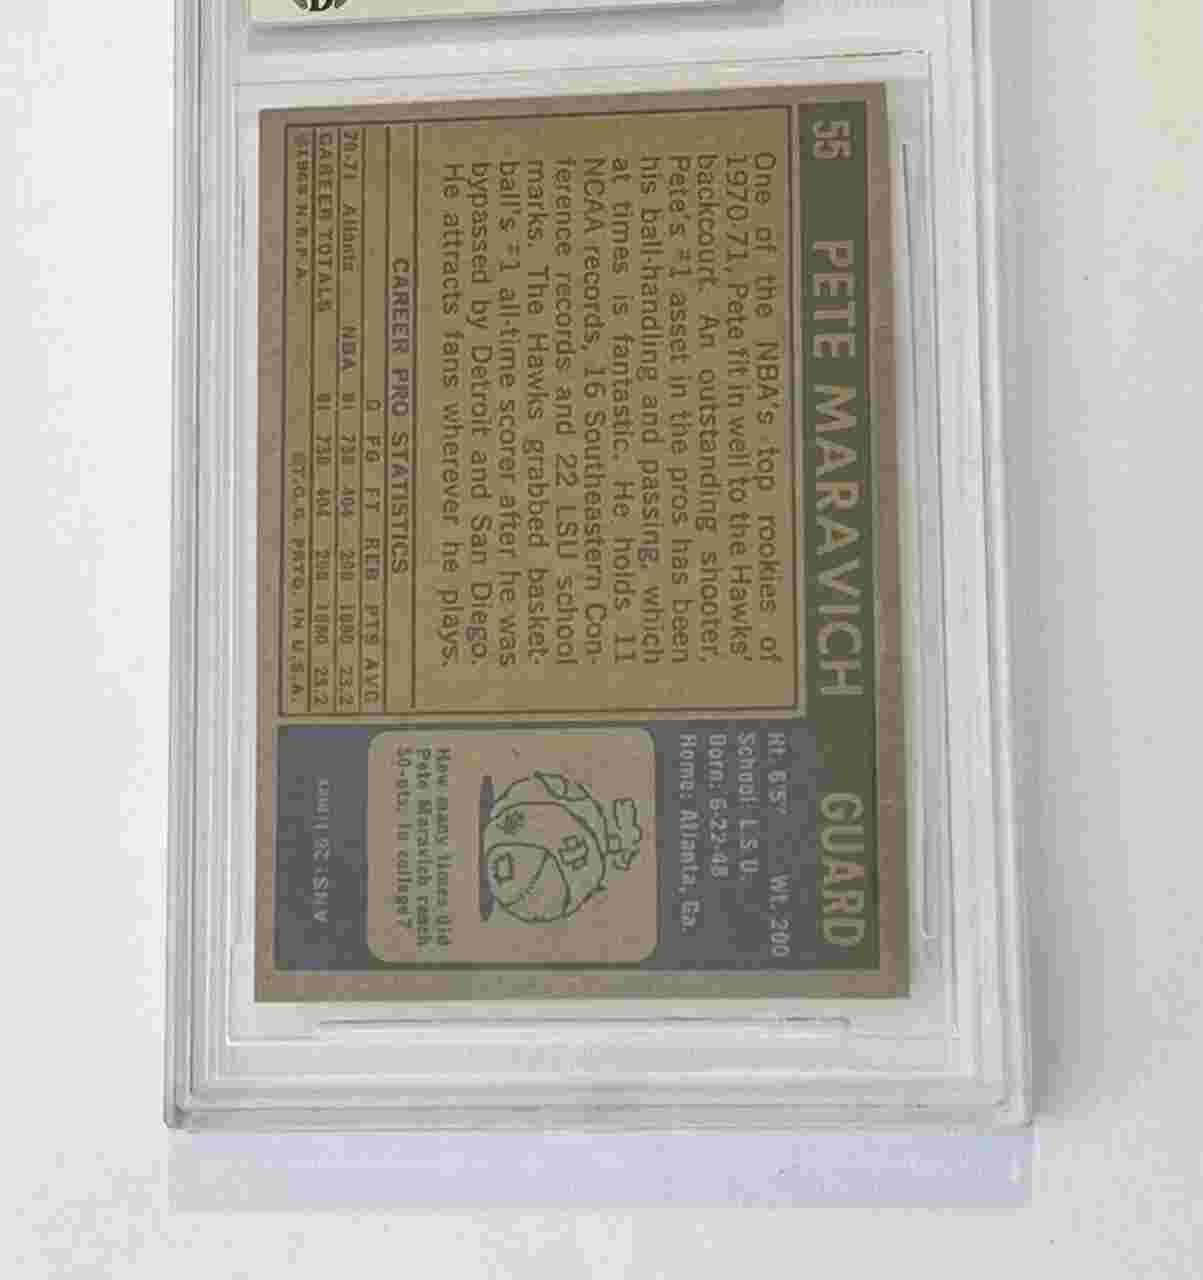 55 PETE MARAVICH GUARD
One of the NBA's top rookies of
1970-71, Pete fit in well to the Hawks'
backcourt. An outstanding shooter,
Pete's #1 asset in the pros has been
his ball-handling and passing, which
at times is fantastic. He holds 11
NCAA records, 16 Southeastern Con-
ference records and 22 LSU school
marks. The Hawks grabbed basket-
ball's #1 all-time scorer after he was
bypassed by Detroit and San Diego.
He attracts fans wherever he plays.
CAREER PRO STATISTICS
G FG FT REB PTS AVG
70-71 Atlanta NBA 81 738 404 298 1880 23.2
CAREER TOTALS 81 738 404 298 1880 23.2
N.B.P.A. T.C.G. PRTD. IN U.S.A.
Ht: 6'5" Wt. 200
School: L.S.U.
Born: 6-22-48
Home: Atlanta, Ga.
How many times did
Pete Maravich reach
50-pts. in college?
ANS: 28 times